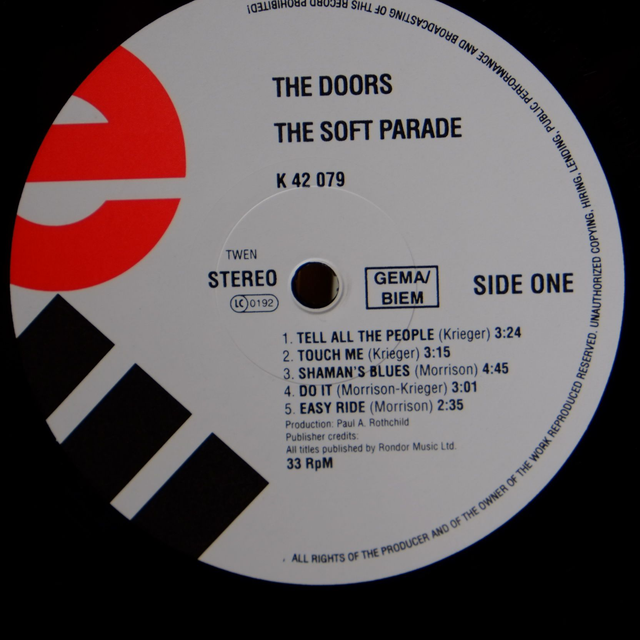 THE DOORS
THE SOFT PARADE
K 42 079
TWEN
STEREO
LC 0192
GEMA/
BIEM
SIDE ONE
1. TELL ALL THE PEOPLE (Krieger) 3:24
2. TOUCH ME (Krieger) 3:15
3. SHAMAN'S BLUES (Morrison) 4:45
4. DO IT (Morrison-Krieger) 3:01
5. EASY RIDE (Morrison) 2:35
Production: Paul A. Rothchild
Publisher credits:
All titles published by Rondor Music Ltd.
33 RpM
ALL RIGHTS OF THE PRODUCER AND OF THE OWNER OF THE WORK REPRODUCED RESERVED. UNAUTHORIZED COPYING, HIRING, LENDING, PUBLIC PERFORMANCE AND BROADCASTING OF THIS RECORD PROHIBITED!